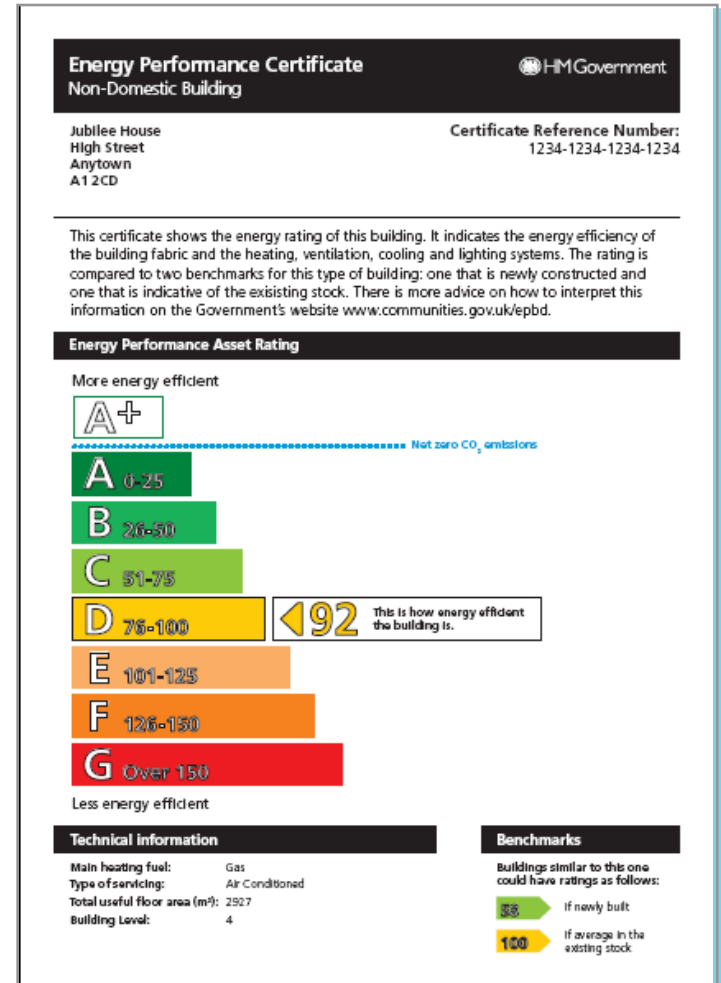 Energy Performance Certificate
Non-Domestic Building
HM Government
Jubilee House
High Street
Anytown
A1 2CD
Certificate Reference Number:
1234-1234-1234-1234
This certificate shows the energy rating of this building. It indicates the energy efficiency of
the building fabric and the heating, ventilation, cooling and lighting systems. The rating is
compared to two benchmarks for this type of building: one that is newly constructed and
one that is indicative of the exisisting stock. There is more advice on how to interpret this
information on the Government's website www.communities.gov.uk/epbd.
Energy Performance Asset Rating
More energy efficient
A+
Net zero CO₂ emissions
A 0-25
B 26-50
C 51-75
D 76-100
92 This is how energy efficient
the building is.
E 101-125
F 126-150
G Over 150
Less energy efficient
Technical information
Main heating fuel: Gas
Type of servicing: Air Conditioned
Total useful floor area (m²): 2927
Building Level: 4
Benchmarks
Buildings similar to this one
could have ratings as follows:
If newly built
100 If average in the
existing stock